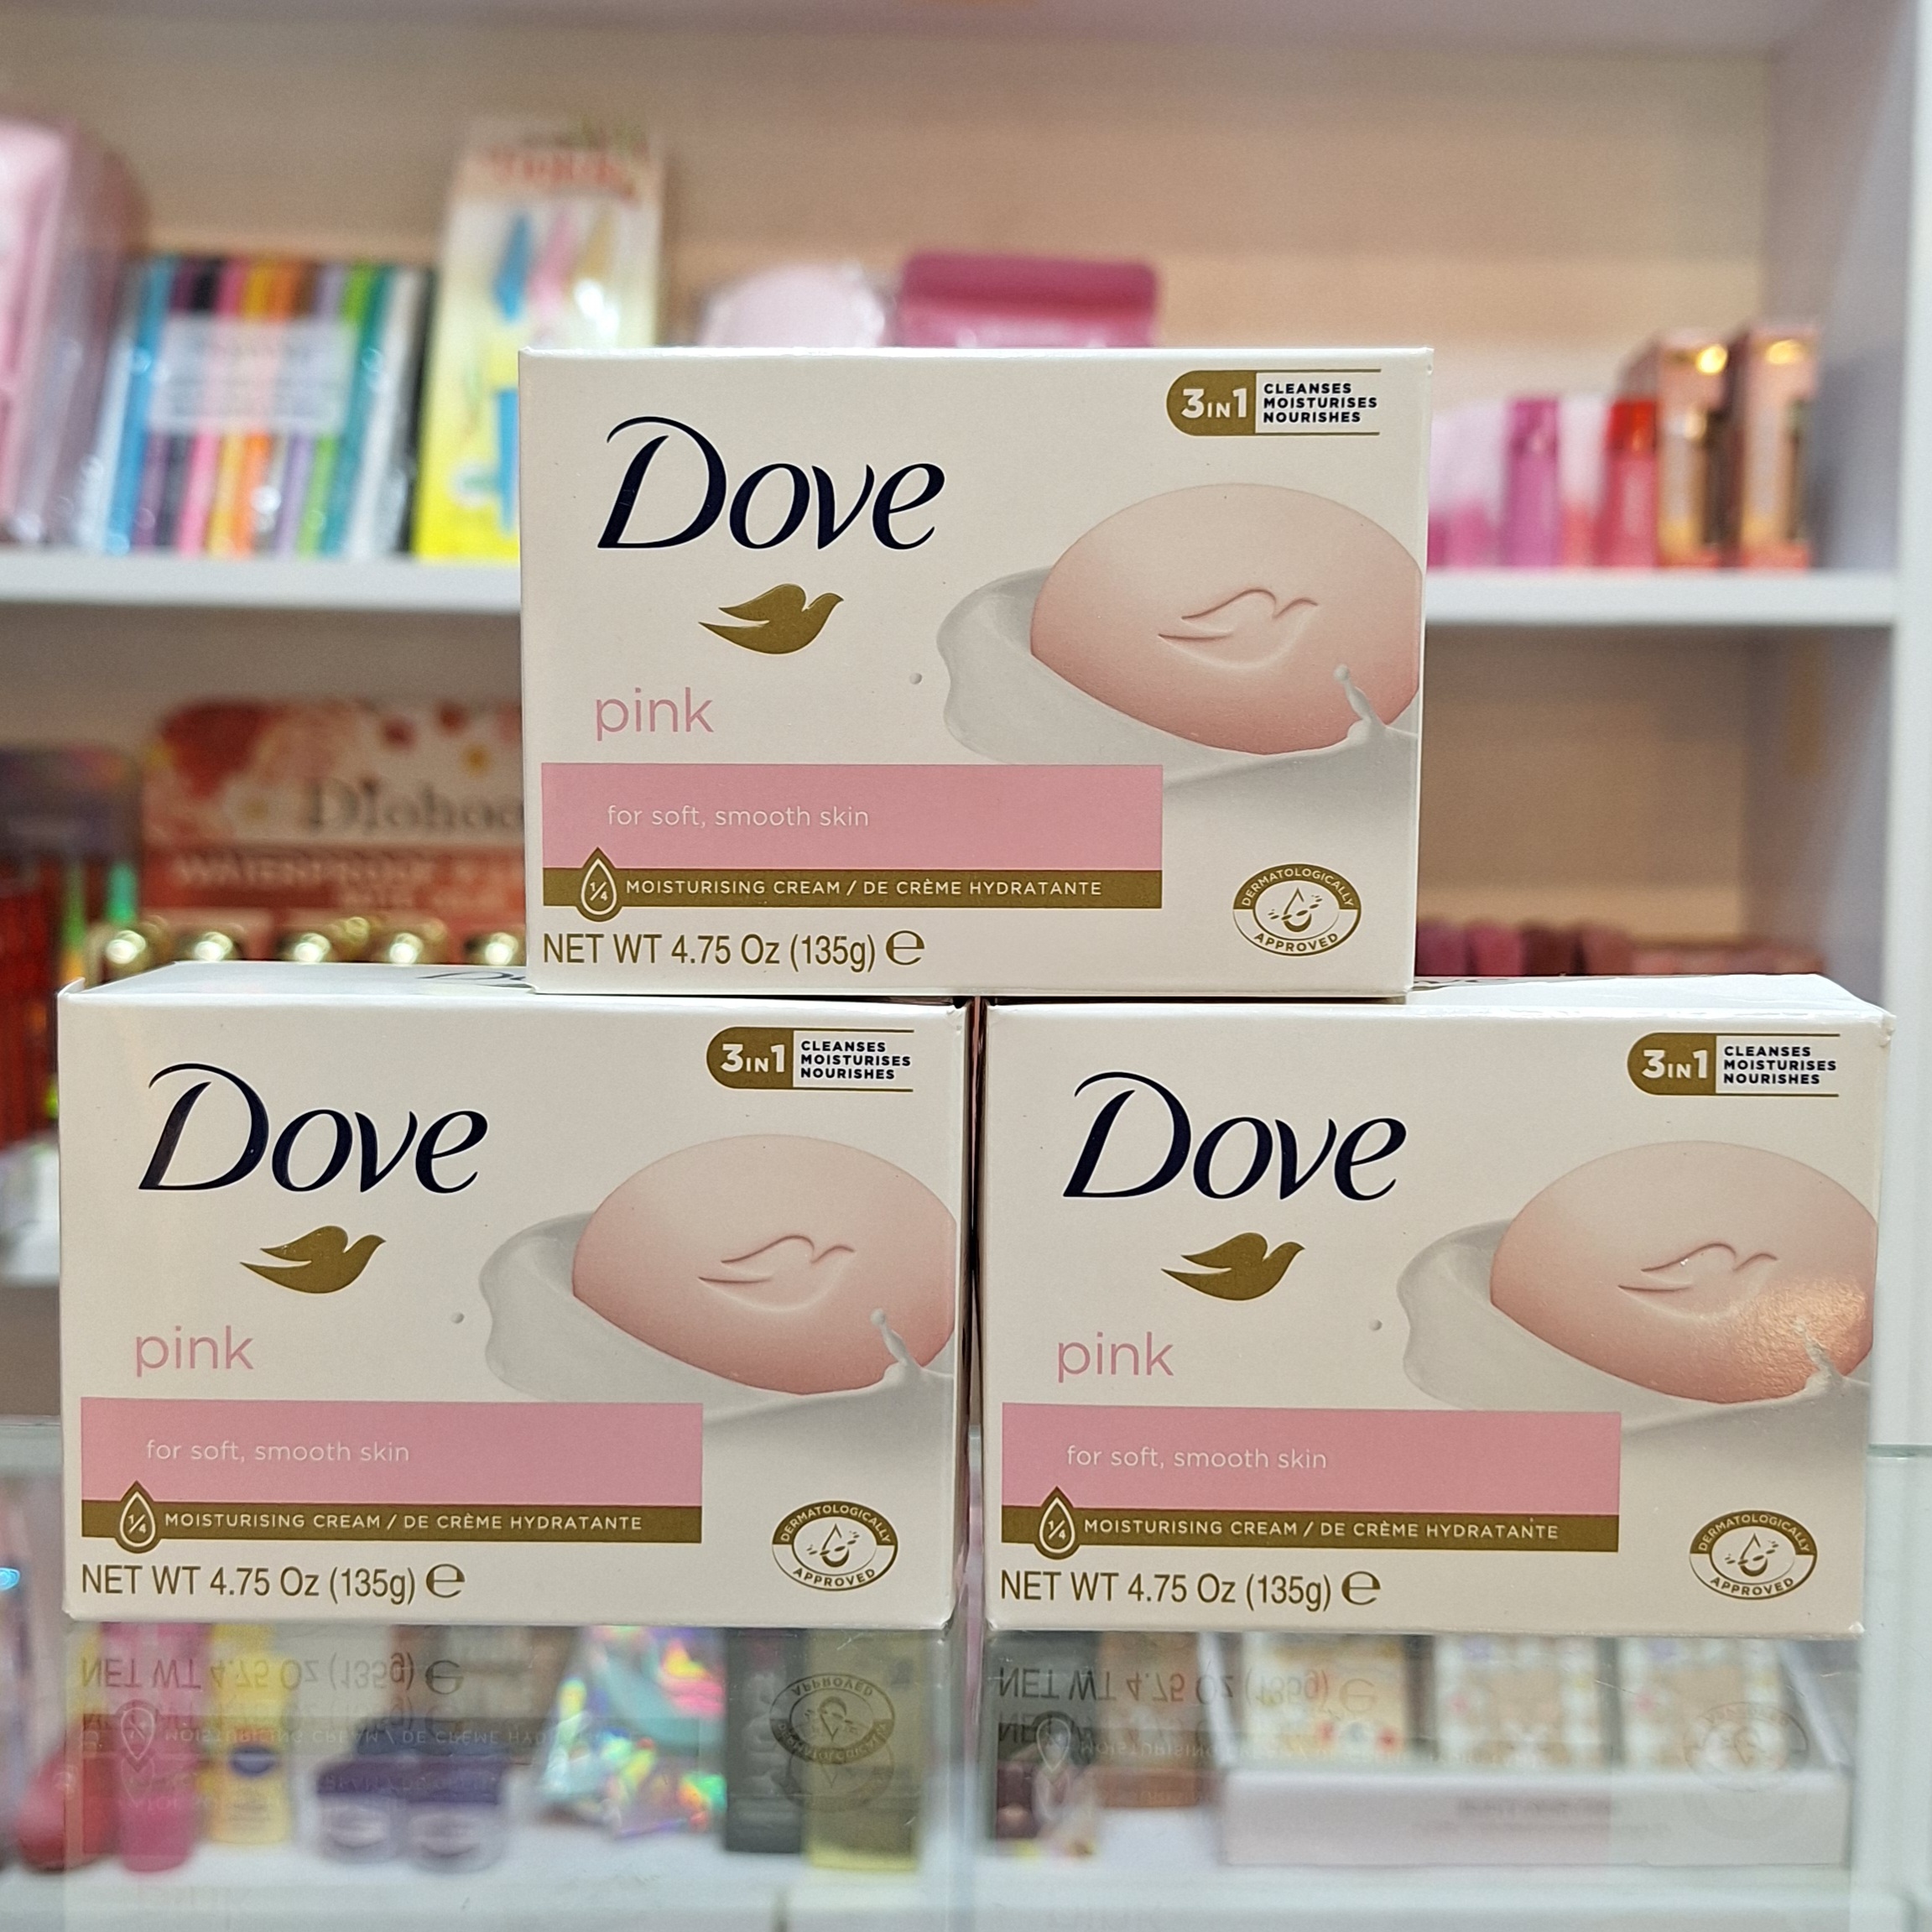 3IN1 CLEANSES
MOISTURISES
NOURISHES
Dove
pink
for soft, smooth skin
1/4 MOISTURISING CREAM / DE CRÈME HYDRATANTE
NET WT 4.75 Oz (135g) ℮
DERMATOLOGICALLY
APPROVED
3IN1 CLEANSES
MOISTURISES
NOURISHES
Dove
pink
for soft, smooth skin
1/4 MOISTURISING CREAM / DE CRÈME HYDRATANTE
NET WT 4.75 Oz (135g) ℮
DERMATOLOGICALLY
APPROVED
3IN1 CLEANSES
MOISTURISES
NOURISHES
Dove
pink
for soft, smooth skin
1/4 MOISTURISING CREAM / DE CRÈME HYDRATANTE
NET WT 4.75 Oz (135g) ℮
DERMATOLOGICALLY
APPROVED
WATERPROOF